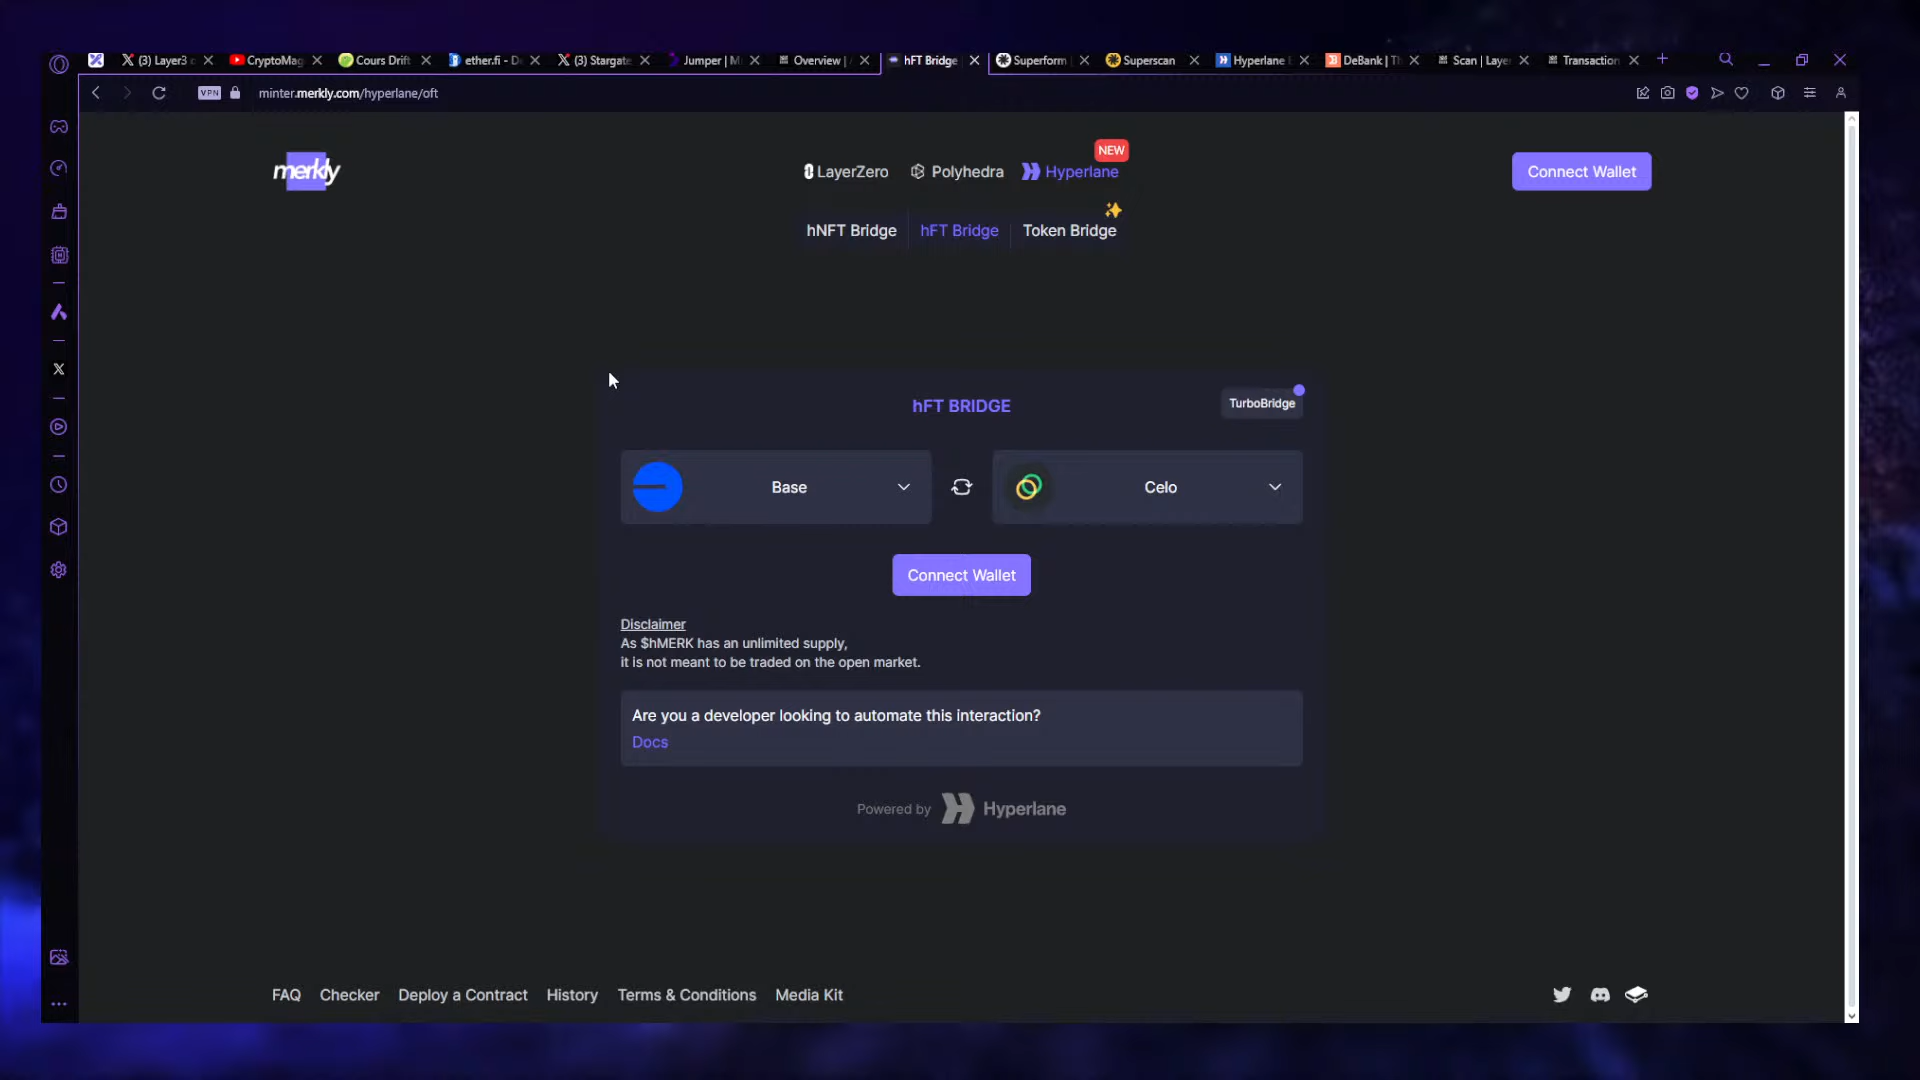 (3) Layer3
CryptoMag
Cours Drift
ether.fi - D
(3) Stargate
Jumper | M
Overview |
hFT Bridge
Superform
Superscan
Hyperlane
DeBank | Th
Scan | Laye
Transaction
VPN
minter.merkly.com/hyperlane/oft
merkly
NEW
LayerZero
Polyhedra
Hyperlane
Connect Wallet
hNFT Bridge
hFT Bridge
Token Bridge
hFT BRIDGE
TurboBridge
Base
Celo
Connect Wallet
Disclaimer
As $hMERK has an unlimited supply,
it is not meant to be traded on the open market.
Are you a developer looking to automate this interaction?
Docs
Powered by Hyperlane
FAQ
Checker
Deploy a Contract
History
Terms & Conditions
Media Kit